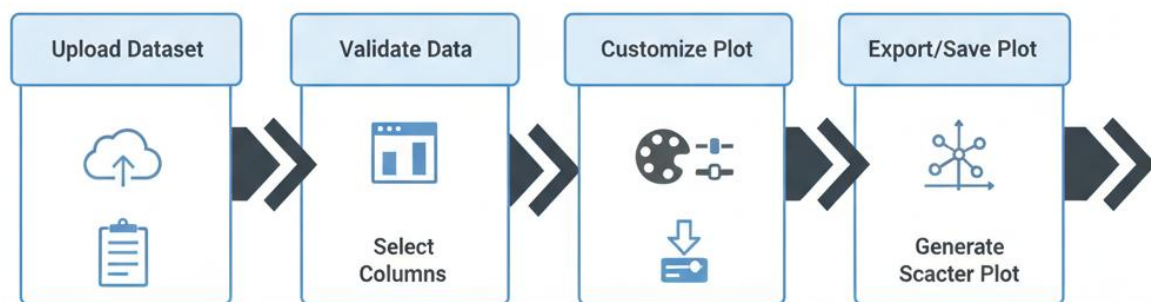 Upload Dataset
Validate Data
Customize Plot
Export/Save Plot
Select
Columns
Generate
Scacter Plot